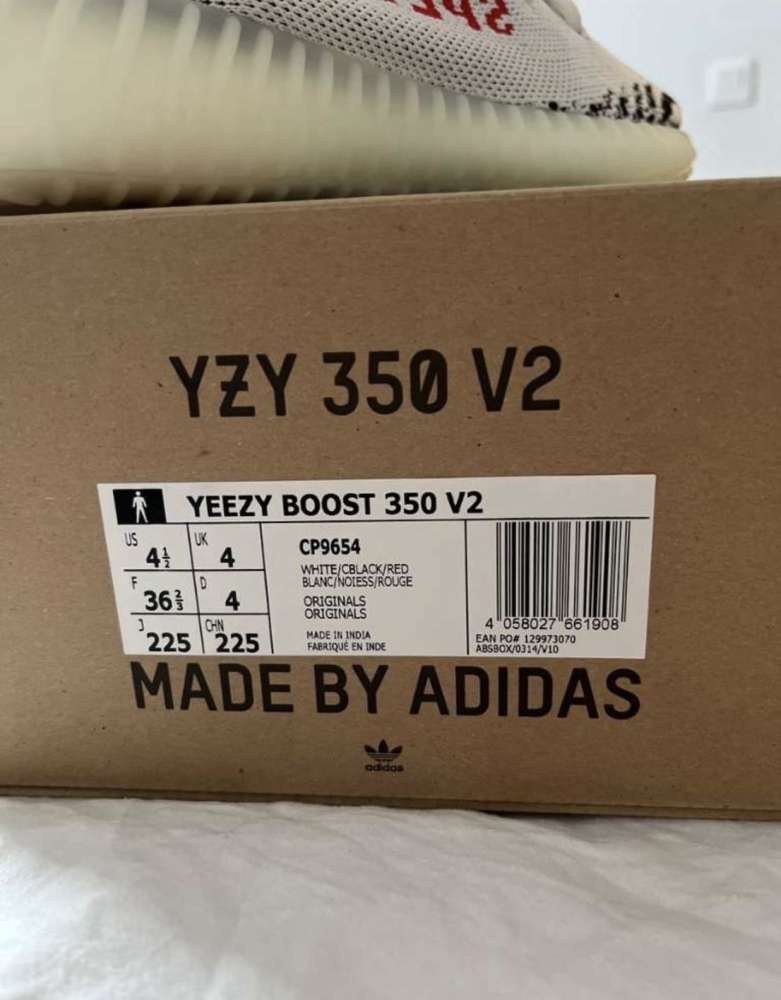 YZY 350 V2
YEEZY BOOST 350 V2
US 4½
UK 4
F 36⅔
D 4
J 225
CHN 225
CP9654
WHITE/CBLACK/RED
BLANC/NOIESS/ROUGE
ORIGINALS
ORIGINALS
MADE IN INDIA
FABRIQUÉ EN INDE
4 058027 661908
EAN PO# 129973070
ABSBOX/0314/V10
MADE BY ADIDAS
adidas